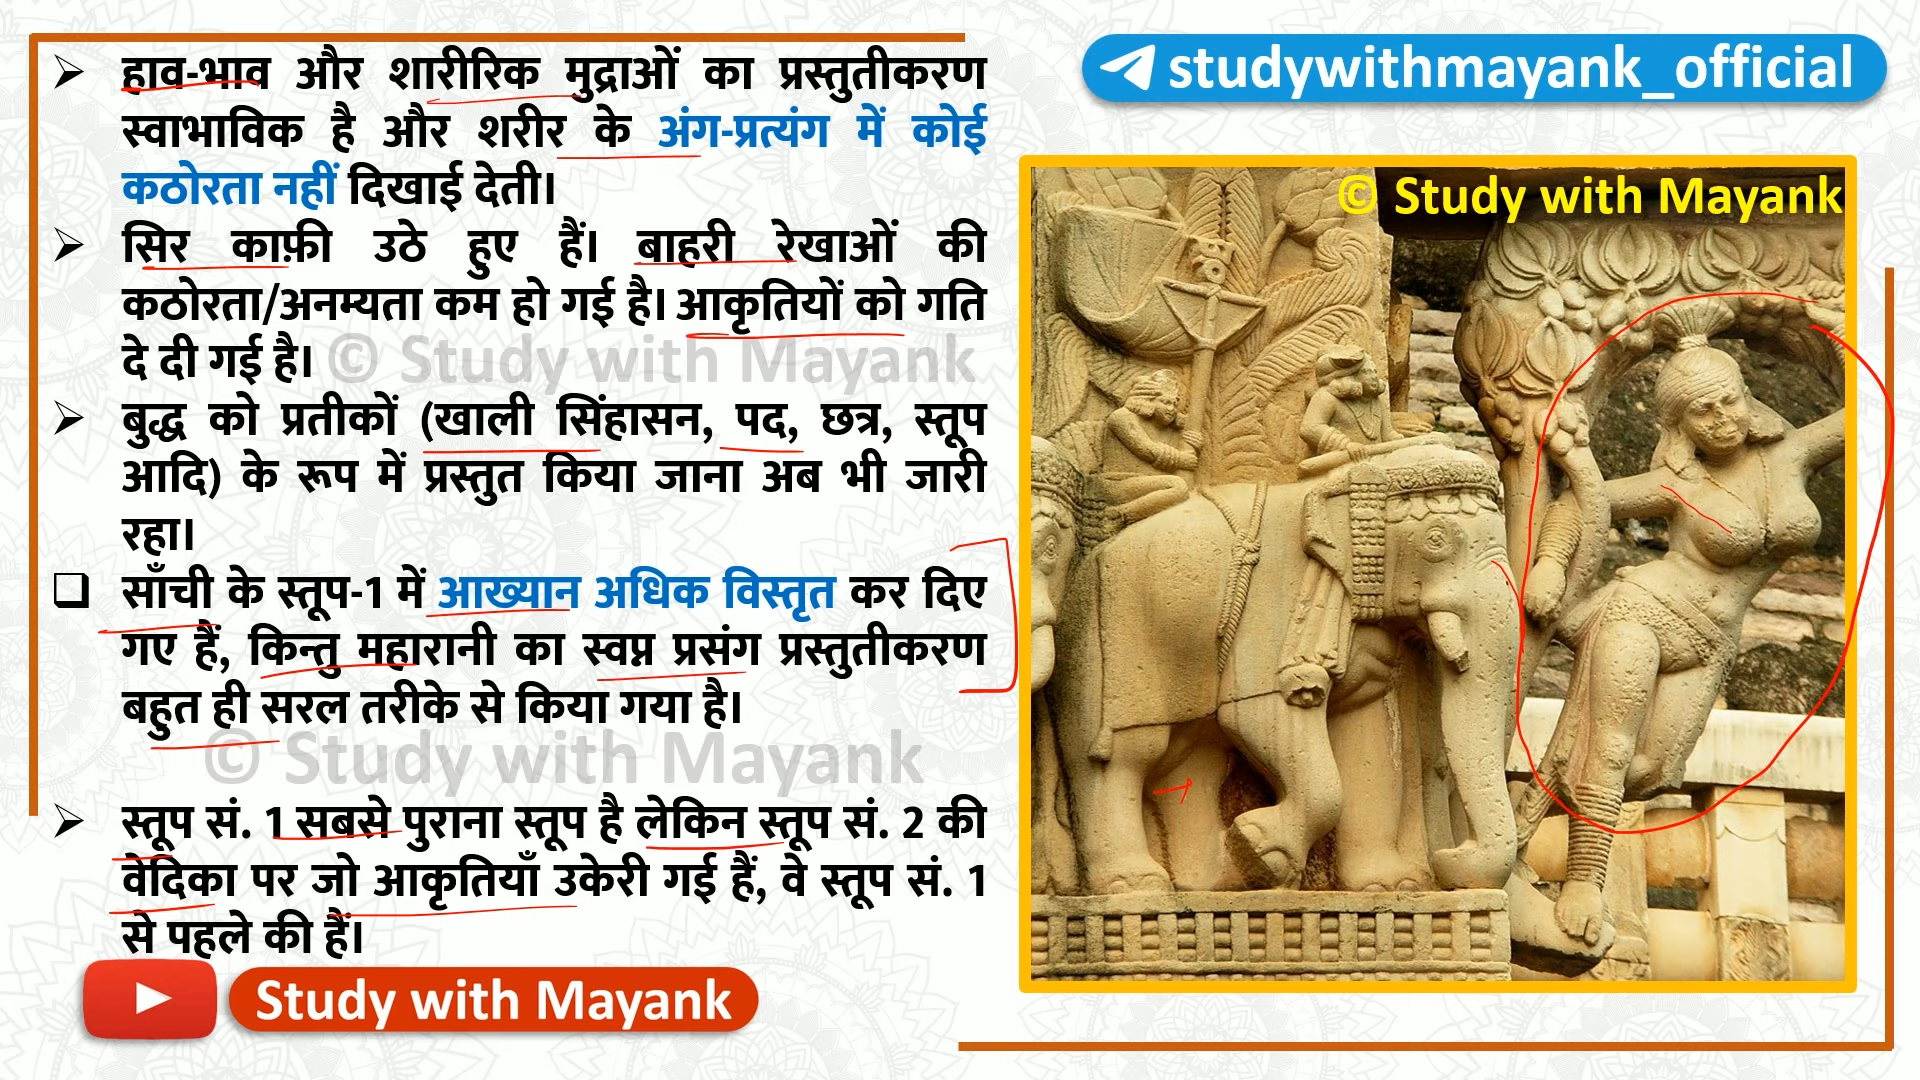 हाव-भाव और शारीरिक मुद्राओं का प्रस्तुतीकरण
स्वाभाविक है और शरीर के अंग-प्रत्यंग में कोई
कठोरता नहीं दिखाई देती।
सिर काफ़ी उठे हुए हैं। बाहरी रेखाओं की
कठोरता/अनम्यता कम हो गई है। आकृतियों को गति
दे दी गई है।
© Study with Mayank
बुद्ध को प्रतीकों (खाली सिंहासन, पद, छत्र, स्तूप
आदि) के रूप में प्रस्तुत किया जाना अब भी जारी
रहा।
साँची के स्तूप-1 में आख्यान अधिक विस्तृत कर दिए
गए हैं, किन्तु महारानी का स्वप्न प्रसंग प्रस्तुतीकरण
बहुत ही सरल तरीके से किया गया है।
© Study with Mayank
स्तूप सं. 1 सबसे पुराना स्तूप है लेकिन स्तूप सं. 2 की
वेदिका पर जो आकृतियाँ उकेरी गई हैं, वे स्तूप सं. 1
से पहले की हैं।
Study with Mayank
studywithmayank_official
© Study with Mayank